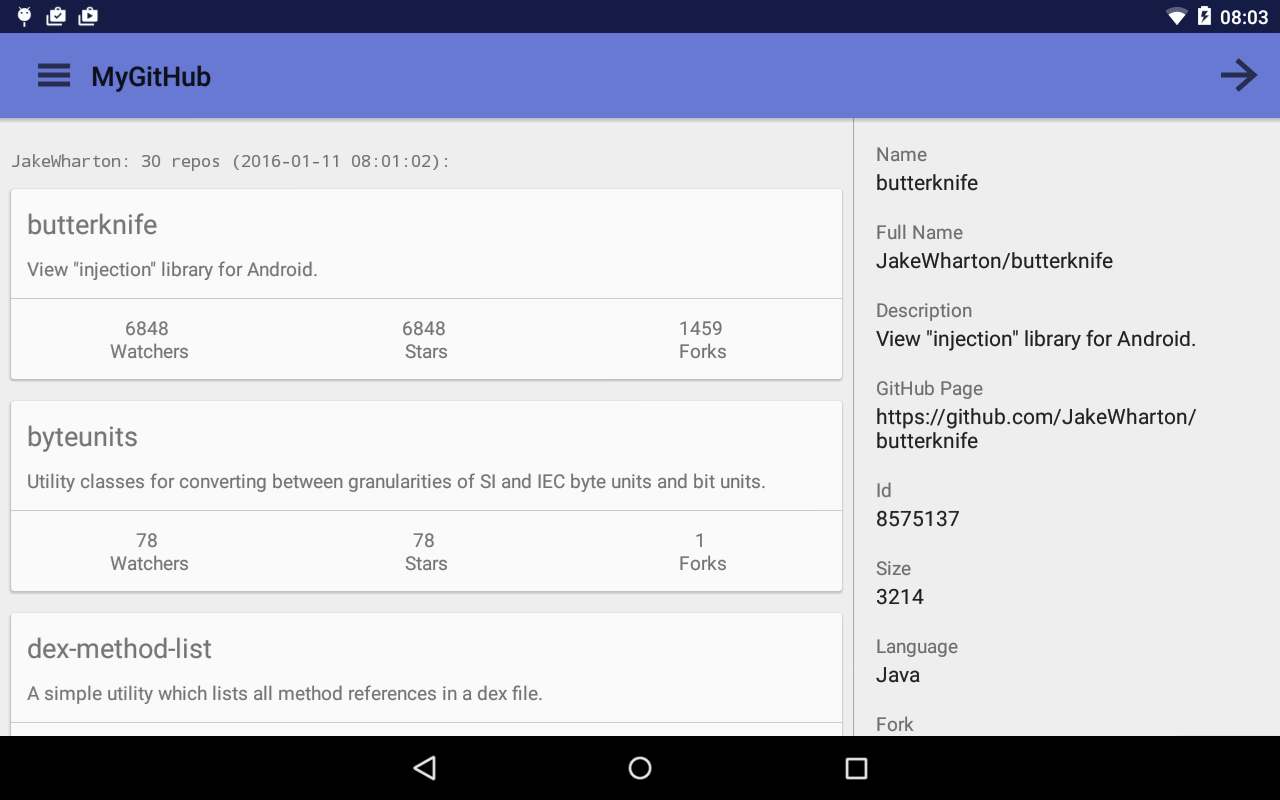 08:03
MyGitHub
JakeWharton: 30 repos (2016-01-11 08:01:02):
butterknife
View "injection" library for Android.
6848 6848 1459
Watchers Stars Forks
byteunits
Utility classes for converting between granularities of SI and IEC byte units and bit units.
78 78 1
Watchers Stars Forks
dex-method-list
A simple utility which lists all method references in a dex file.
Name
butterknife
Full Name
JakeWharton/butterknife
Description
View "injection" library for Android.
GitHub Page
https://github.com/JakeWharton/
butterknife
Id
8575137
Size
3214
Language
Java
Fork